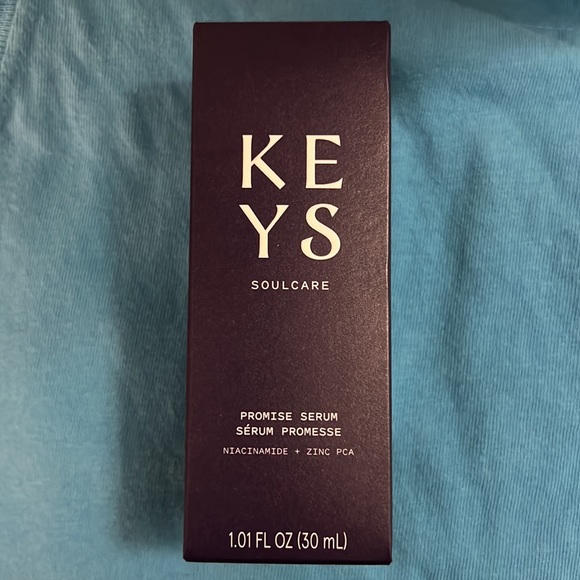 KE
YS
SOULCARE
PROMISE SERUM
SÉRUM PROMESSE
NIACINAMIDE + ZINC PCA
1.01 FL OZ (30 mL)